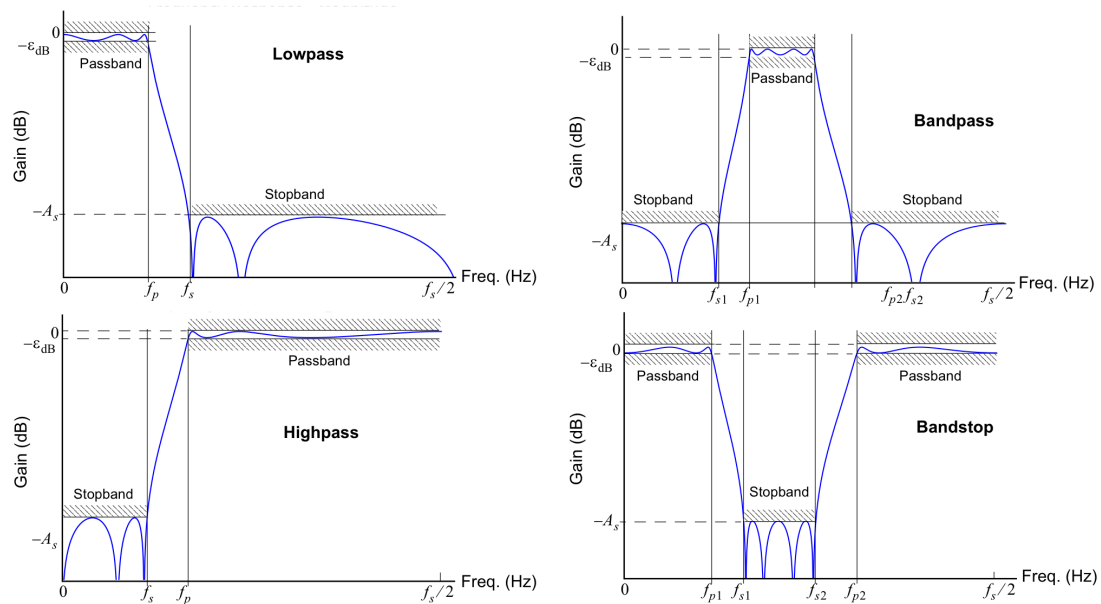 0
−ε_dB
Lowpass
Passband
Gain (dB)
Stopband
−A_s
Freq. (Hz)
0
f_p
f_s
f_s/2
0
−ε_dB
Passband
Bandpass
Gain (dB)
Stopband
Stopband
−A_s
Freq. (Hz)
0
f_s1
f_p1
f_p2
f_s2
f_s/2
0
−ε_dB
Passband
Gain (dB)
Highpass
Stopband
−A_s
Freq. (Hz)
0
f_s
f_p
f_s/2
0
−ε_dB
Passband
Passband
Gain (dB)
Bandstop
Stopband
−A_s
Freq. (Hz)
0
f_p1
f_s1
f_s2
f_p2
f_s/2